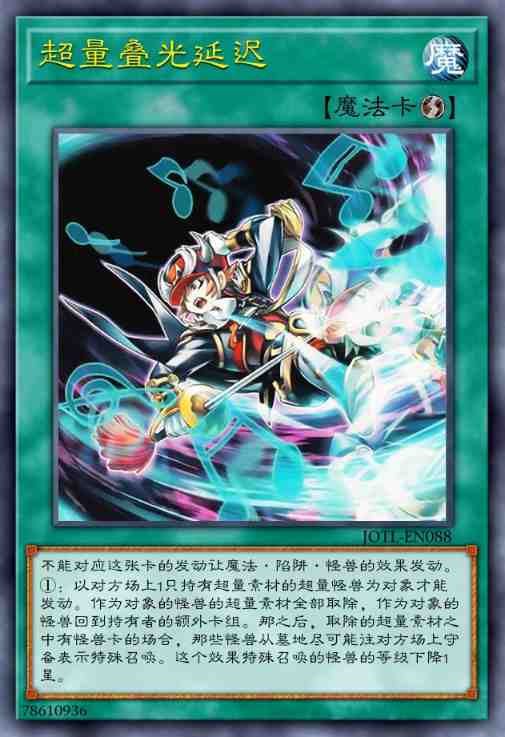 超量叠光延迟
魔
【魔法卡】
JOTL-EN088
不能对应这张卡的发动让魔法·陷阱·怪兽的效果发动。
①：以对方场上1只持有超量素材的超量怪兽为对象才能
发动。作为对象的怪兽的超量素材全部取除，作为对象的
怪兽回到持有者的额外卡组。那之后，取除的超量素材之
中有怪兽卡的场合，那些怪兽从墓地尽可能注对方场上守
备表示特殊召唤。这个效果特殊召唤的怪兽的等级下降1
星。
78610936